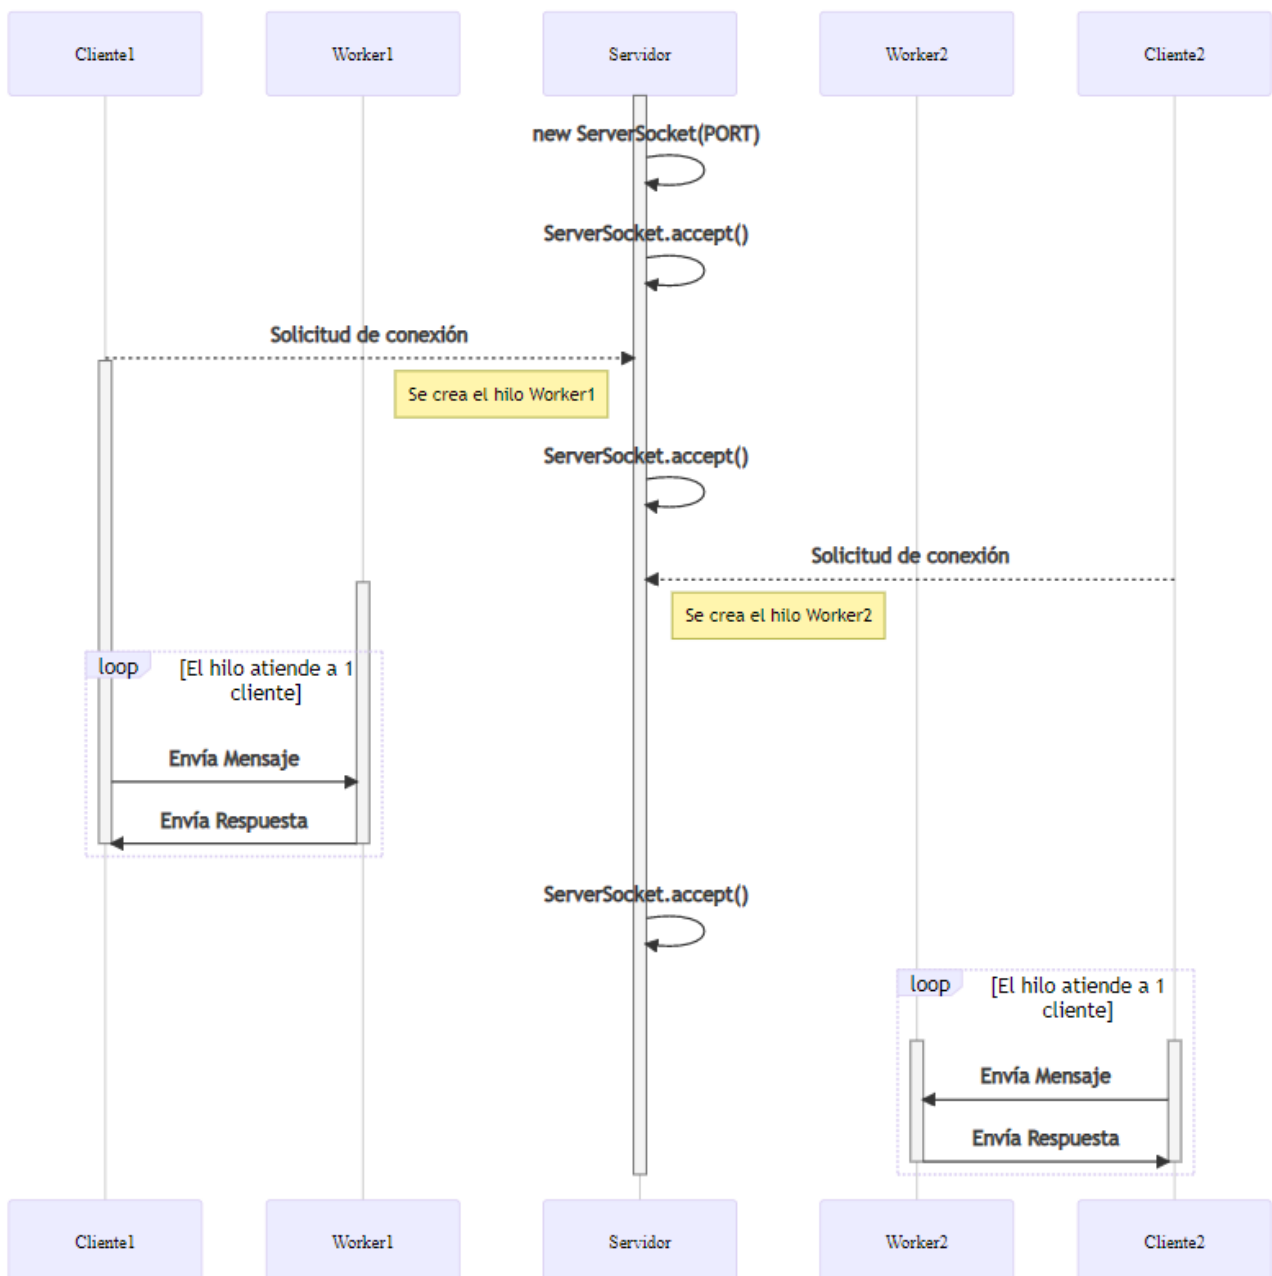 Cliente1
Worker1
Servidor
Worker2
Cliente2
new ServerSocket(PORT)
ServerSocket.accept()
Solicitud de conexión
Se crea el hilo Worker1
ServerSocket.accept()
Solicitud de conexión
Se crea el hilo Worker2
loop
[El hilo atiende a 1
cliente]
Envía Mensaje
Envía Respuesta
ServerSocket.accept()
loop
[El hilo atiende a 1
cliente]
Envía Mensaje
Envía Respuesta
Cliente1
Worker1
Servidor
Worker2
Cliente2